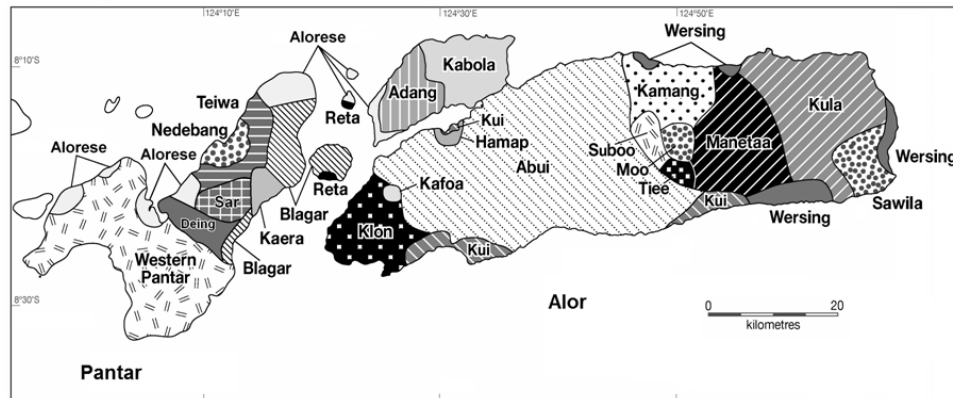 124°10'E
124°30'E
124°50'E
8°10'S
8°30'S
Alorese
Kabola
Wersing
Adang
Kamang
Kula
Teiwa
Reta
Nedebang
Kui
Hamap
Manetaa
Suboo
Moo
Alorese
Alorese
Abui
Tieé
Wersing
Reta
Kafoa
Sar
Blagar
Kui
Sawila
Deing
Kaera
Klon
Wersing
Western
Pantar
Blagar
Kui
Alor
0
20
kilometres
Pantar